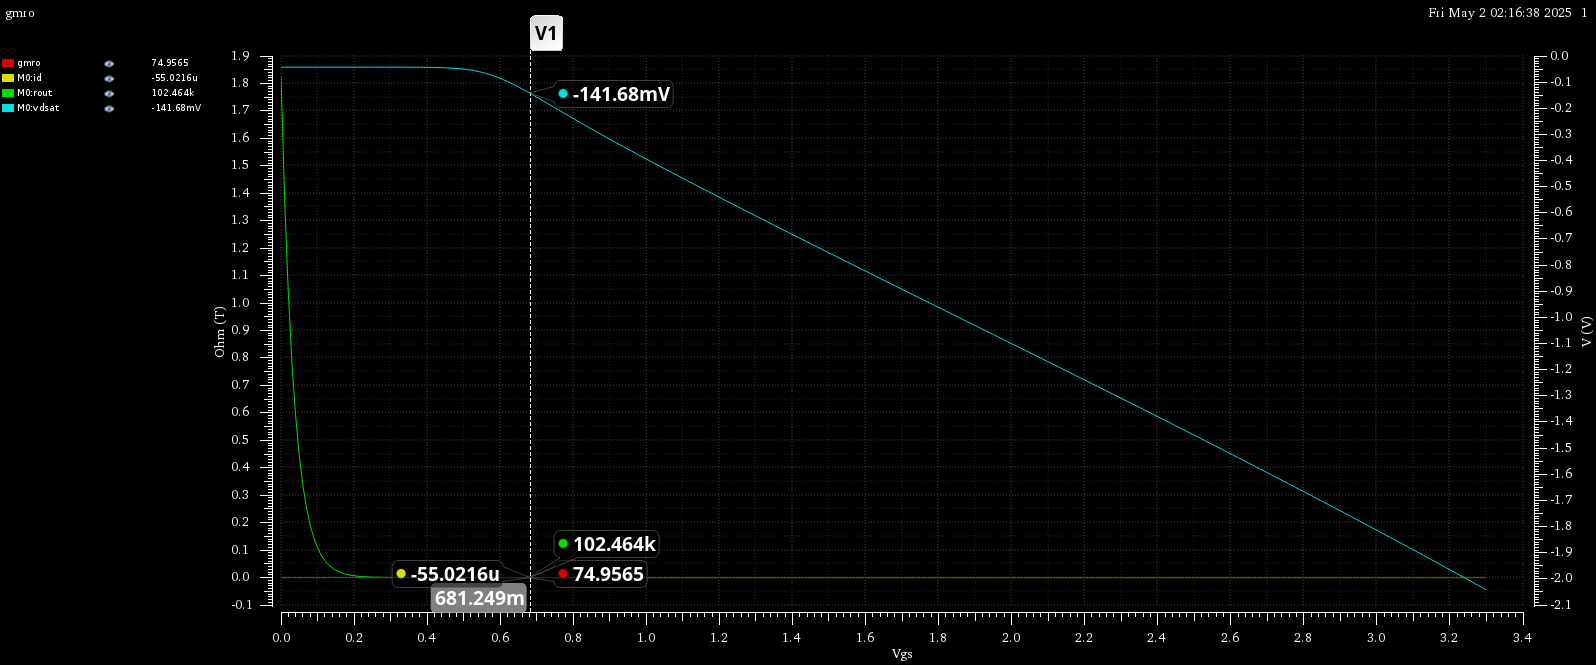 gmro
Fri May 2 02:16:38 2025 1
V1
gmro 74.9565
M0:id -55.0216u
M0:rout 102.464k
M0:vdsat -141.68mV
1.9
1.8
1.7
1.6
1.5
1.4
1.3
1.2
1.1
1.0
0.9
0.8
0.7
0.6
0.5
0.4
0.3
0.2
0.1
0.0
-0.1
Ohm (T)
-141.68mV
102.464k
-55.0216u
74.9565
681.249m
0.0
-0.1
-0.2
-0.3
-0.4
-0.5
-0.6
-0.7
-0.8
-0.9
-1.0
-1.1
-1.2
-1.3
-1.4
-1.5
-1.6
-1.7
-1.8
-1.9
-2.0
-2.1
V (V)
0.0 0.2 0.4 0.6 0.8 1.0 1.2 1.4 1.6 1.8 2.0 2.2 2.4 2.6 2.8 3.0 3.2 3.4
Vgs